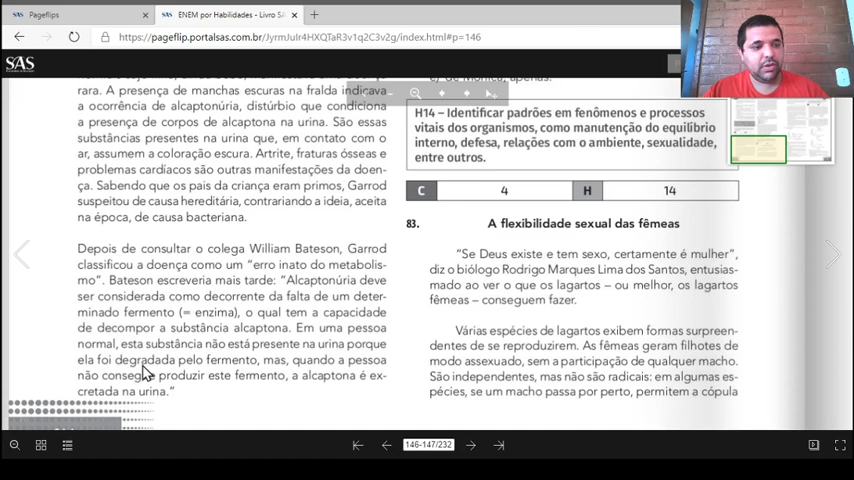 SAS Pageflips
SAS ENEM por Habilidades - Livro SA
https://pageflip.portalsas.com.br/JyrmJuIr4HXQTaR3v1q2C3v2g/index.html#p=146
SAS
rara. A presença de manchas escuras na fralda indicava
a ocorrência de alcaptonúria, distúrbio que condiciona
a presença de corpos de alcaptona na urina. São essas
substâncias presentes na urina que, em contato com o
ar, assumem a coloração escura. Artrite, fraturas ósseas e
problemas cardíacos são outras manifestações da doen-
ça. Sabendo que os pais da criança eram primos, Garrod
suspeitou de causa hereditária, contrariando a ideia, aceita
na época, de causa bacteriana.
Depois de consultar o colega William Bateson, Garrod
classificou a doença como um "erro inato do metabolis-
mo". Bateson escreveria mais tarde: "Alcaptonúria deve
ser considerada como decorrente da falta de um deter-
minado fermento (= enzima), o qual tem a capacidade
de decompor a substância alcaptona. Em uma pessoa
normal, esta substância não está presente na urina porque
ela foi degradada pelo fermento, mas, quando a pessoa
não consegue produzir este fermento, a alcaptona é ex-
cretada na urina."
H14 – Identificar padrões em fenômenos e processos
vitais dos organismos, como manutenção do equilíbrio
interno, defesa, relações com o ambiente, sexualidade,
entre outros.
C 4 H 14
83. A flexibilidade sexual das fêmeas
"Se Deus existe e tem sexo, certamente é mulher",
diz o biólogo Rodrigo Marques Lima dos Santos, entusias-
mado ao ver o que os lagartos – ou melhor, os lagartos
fêmeas – conseguem fazer.
Várias espécies de lagartos exibem formas surpreen-
dentes de se reproduzirem. As fêmeas geram filhotes de
modo assexuado, sem a participação de qualquer macho.
São independentes, mas não são radicais: em algumas es-
pécies, se um macho passa por perto, permitem a cópula
146-147/232